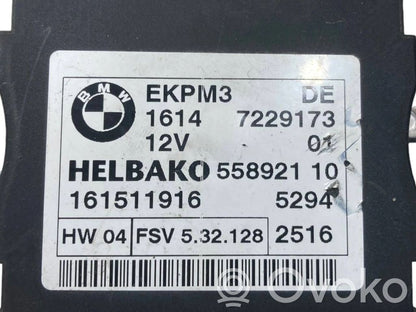 BMW
EKPM3 DE
1614 7229173
12V 01
HELBAKO 558921 10
161511916 5294
HW 04 FSV 5.32.128 2516
Ovoko